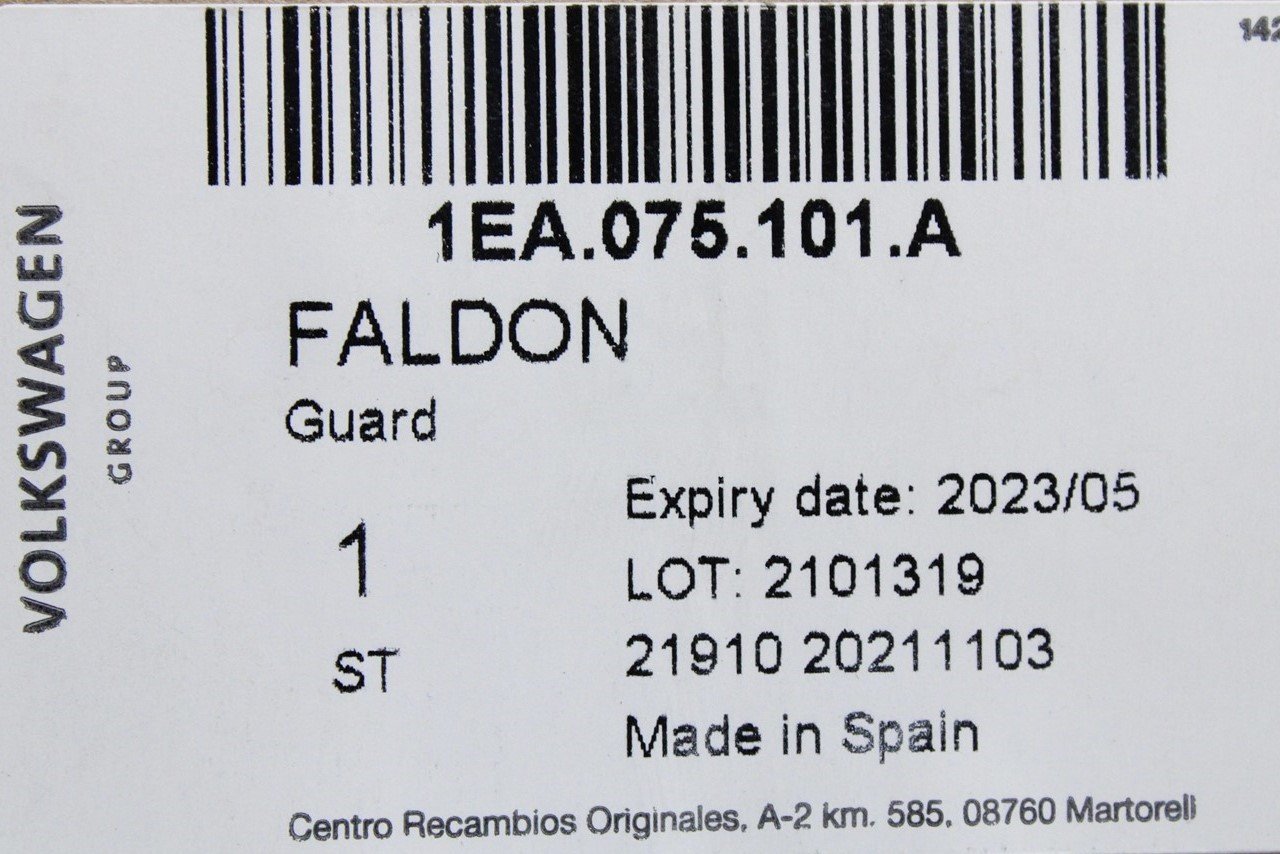 142
1EA.075.101.A
FALDON
Guard
Expiry date: 2023/05
1
LOT: 2101319
ST
21910 20211103
Made in Spain
Centro Recambios Originales, A-2 km. 585, 08760 Martorell
VOLKSWAGEN
GROUP